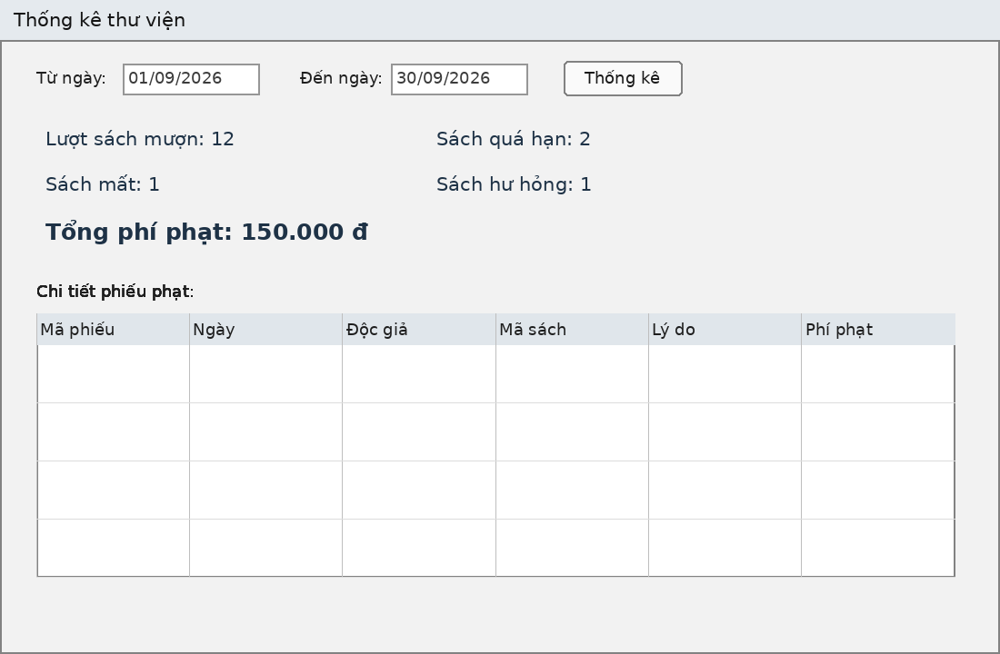 Thống kê thư viện
Từ ngày: 01/09/2026 Đến ngày: 30/09/2026 Thống kê
Lượt sách mượn: 12 Sách quá hạn: 2
Sách mất: 1 Sách hư hỏng: 1
Tổng phí phạt: 150.000 đ
Chi tiết phiếu phạt:
Mã phiếu Ngày Độc giả Mã sách Lý do Phí phạt